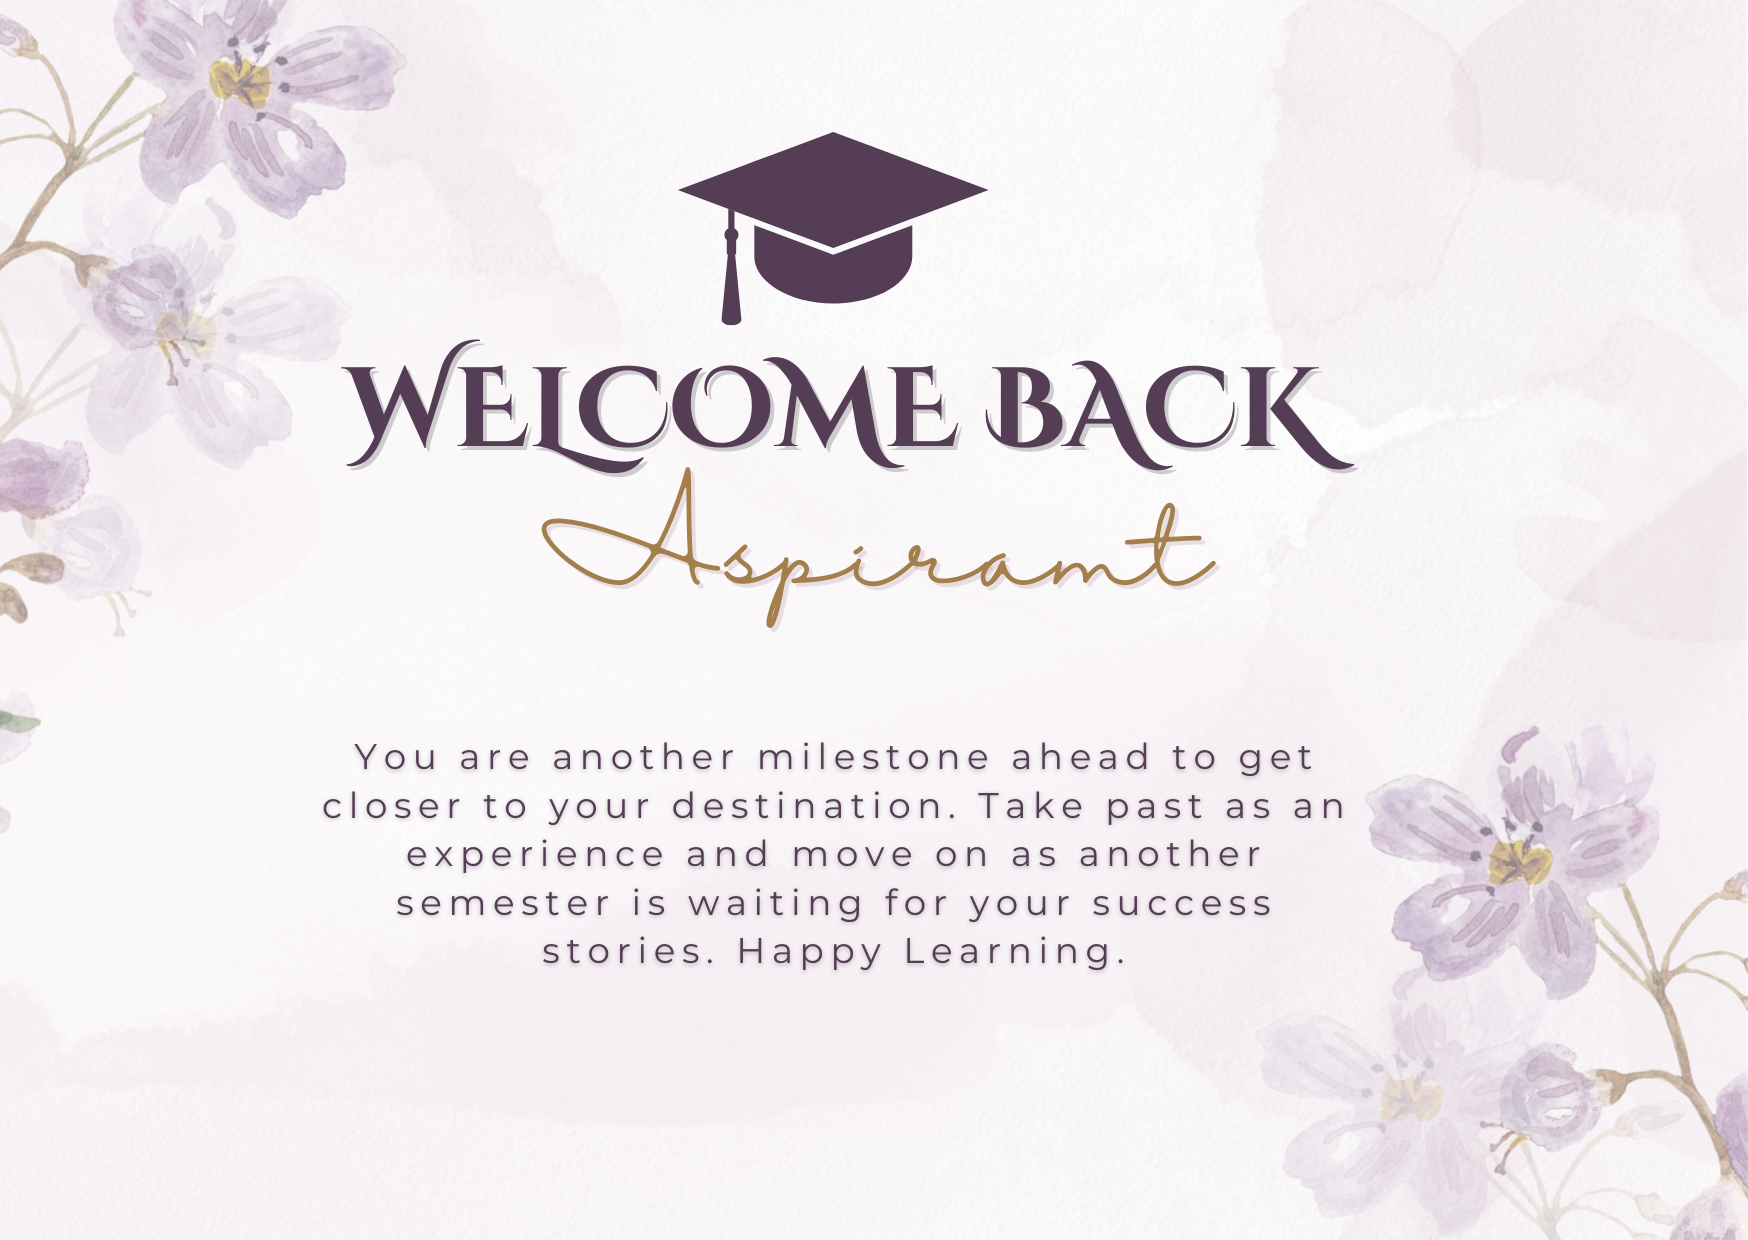 WELCOME BACK
Aspirant
You are another milestone ahead to get
closer to your destination. Take past as an
experience and move on as another
semester is waiting for your success
stories. Happy Learning.